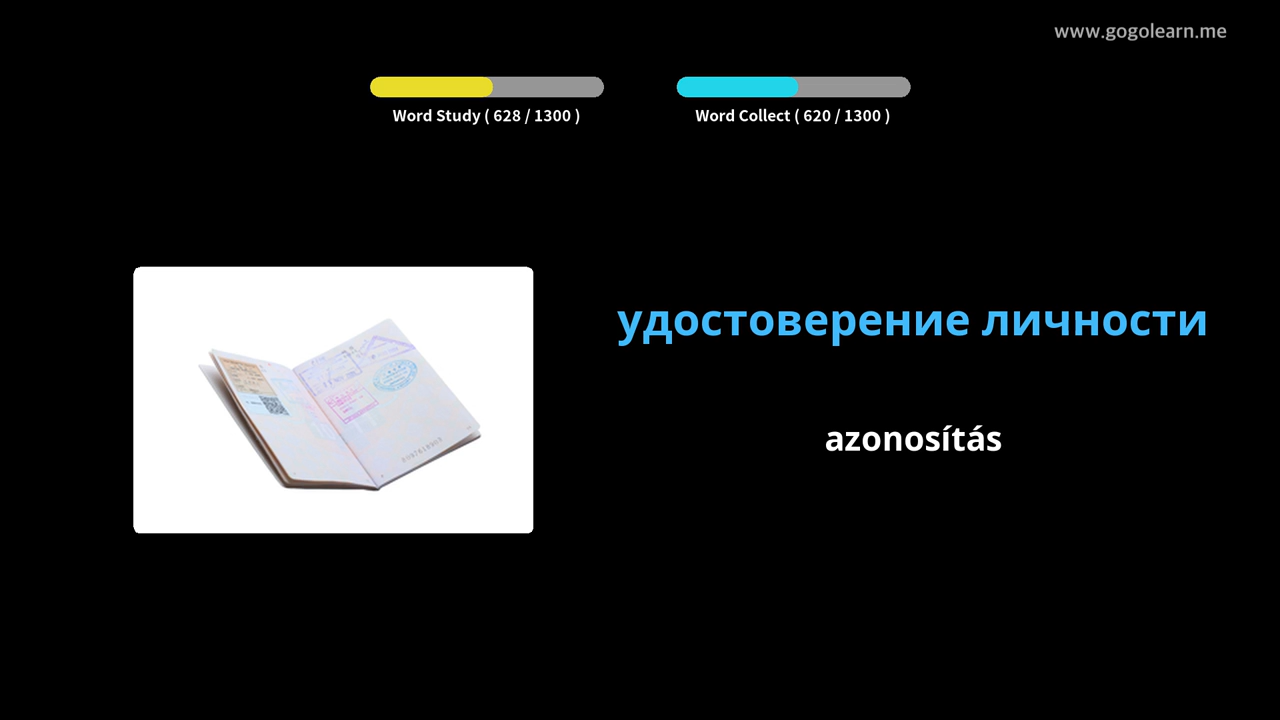 www.gogolearn.me
Word Study ( 628 / 1300 )
Word Collect ( 620 / 1300 )
удостоверение личности
azonosítás